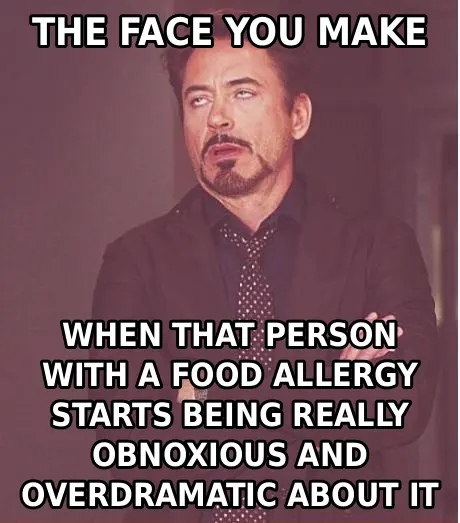 THE FACE YOU MAKE
WHEN THAT PERSON
WITH A FOOD ALLERGY
STARTS BEING REALLY
OBNOXIOUS AND
OVERDRAMATIC ABOUT IT